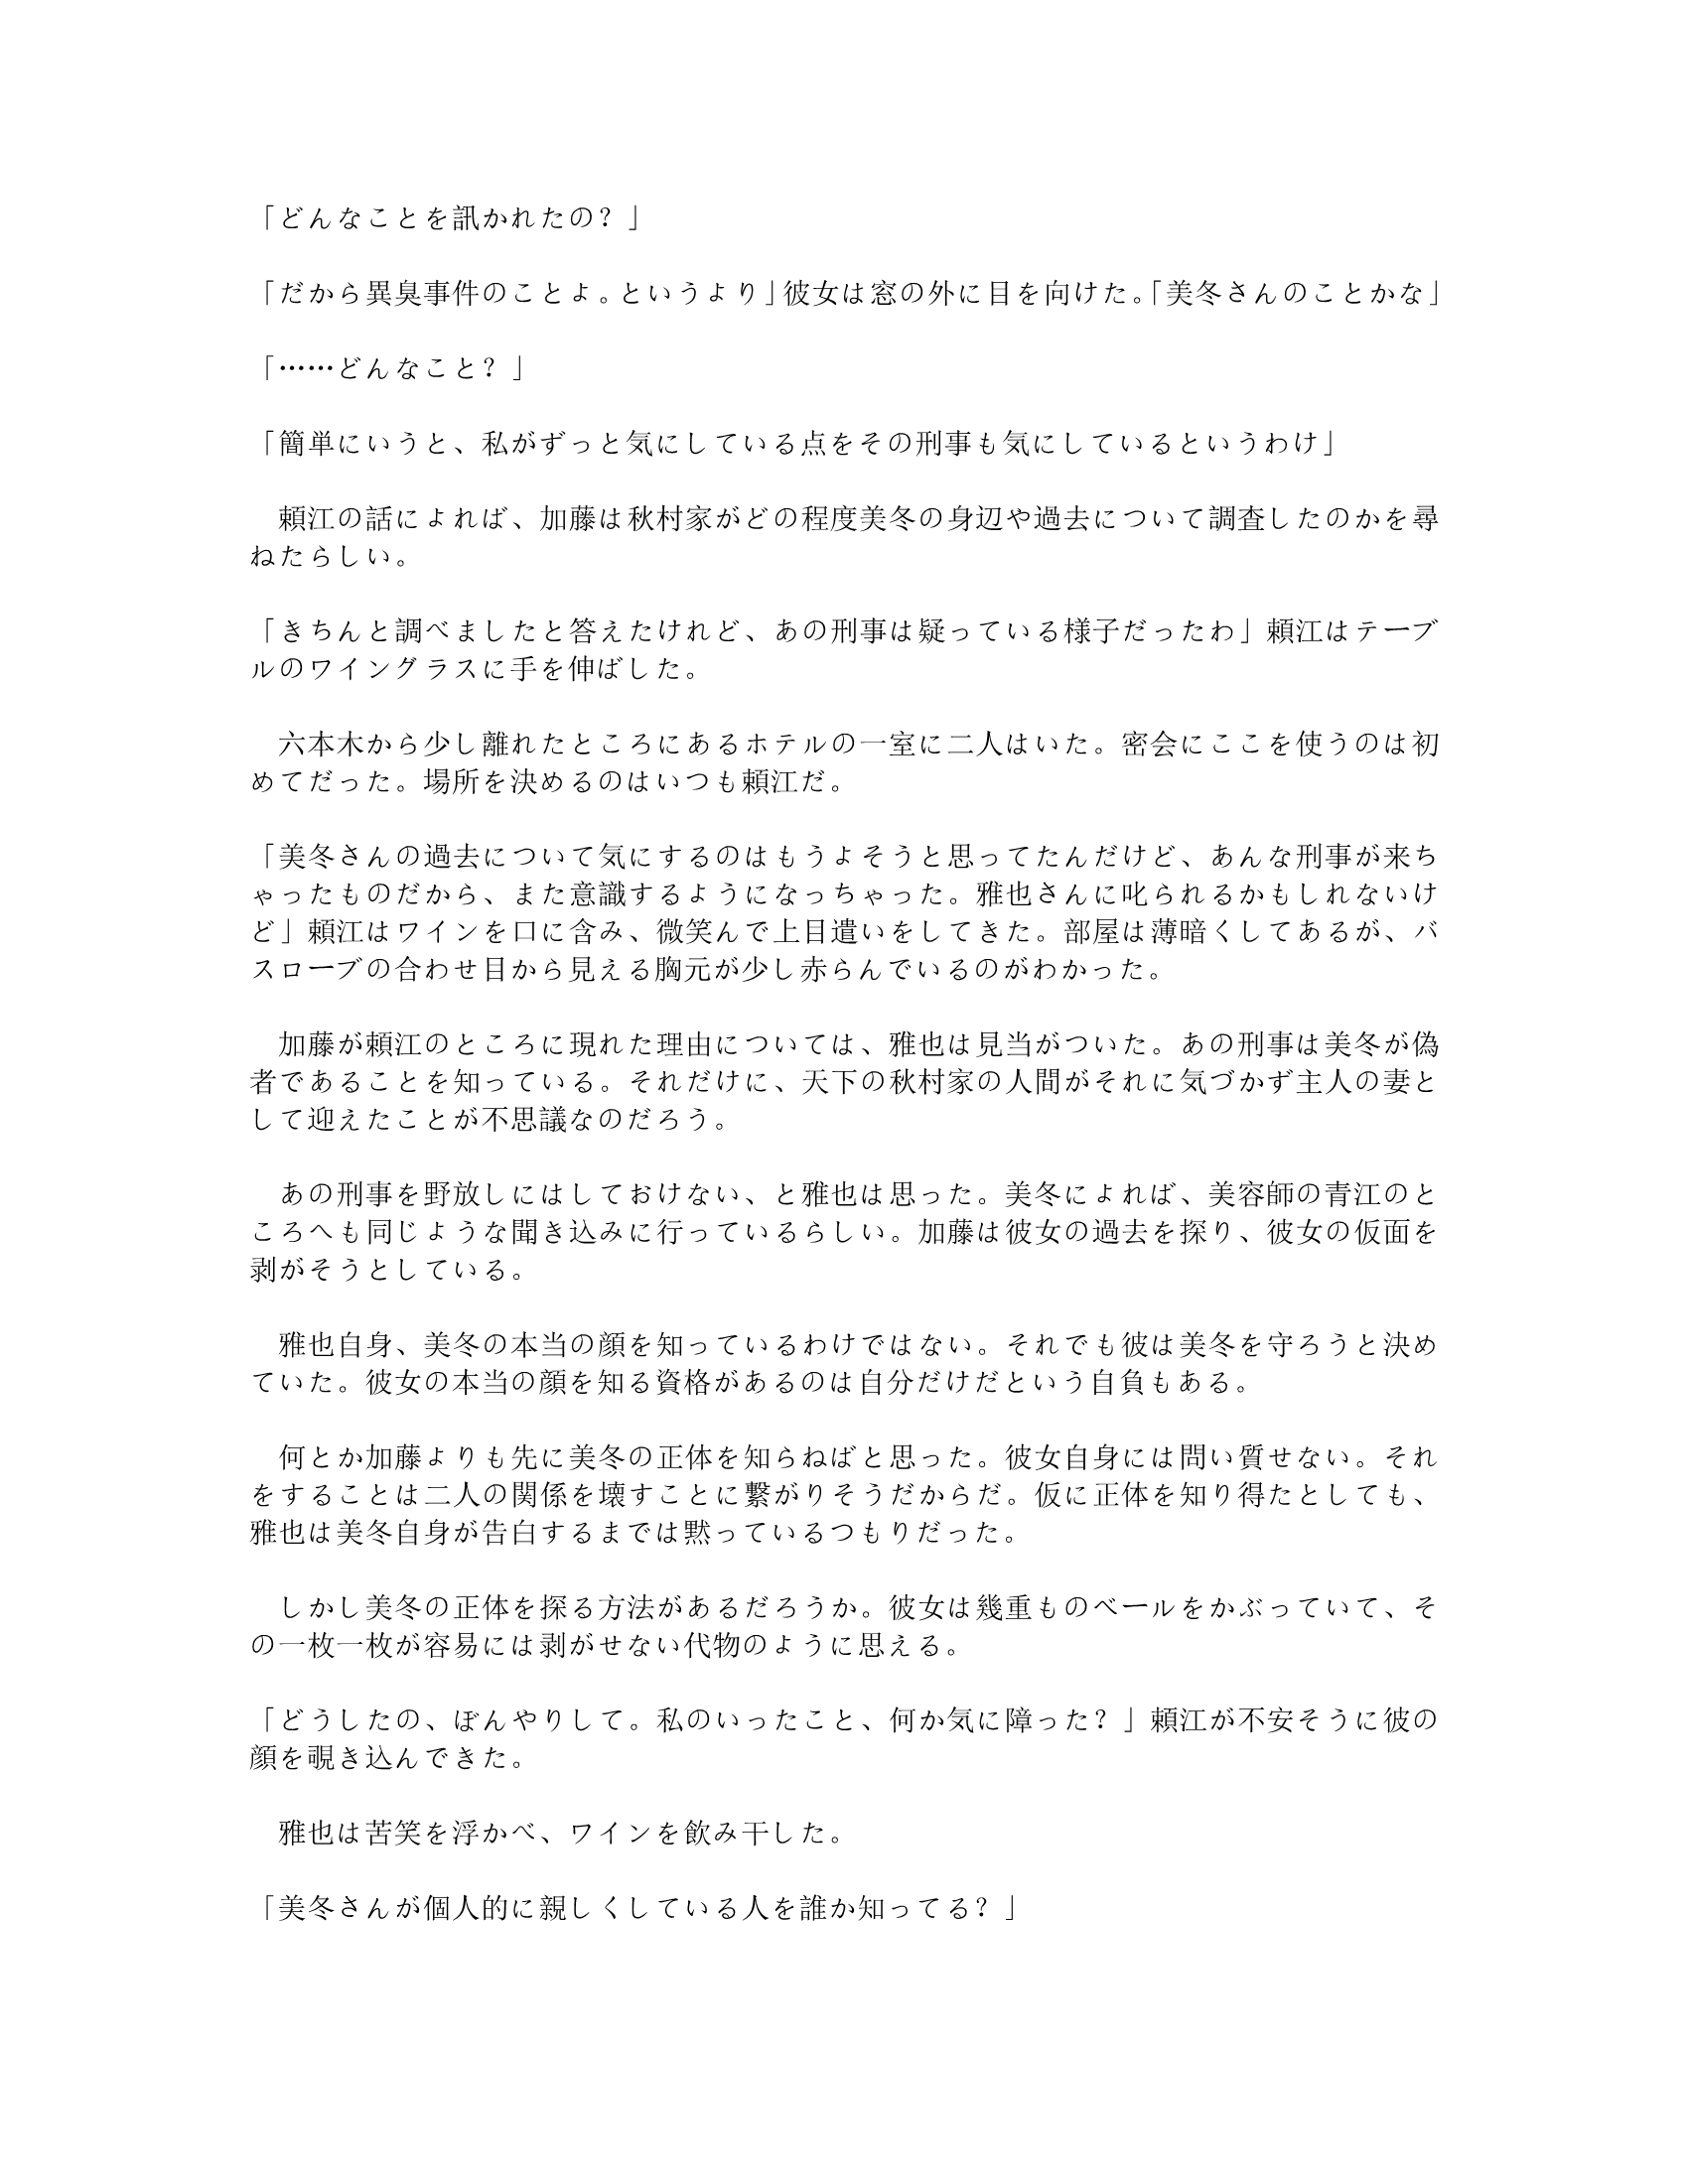 「どんなことを訊かれたの？」
「だから異臭事件のことよ。というより」彼女は窓の外に目を向けた。「美冬さんのことかな」
「……どんなこと？」
「簡単にいうと、私がずっと気にしている点をその刑事も気にしているというわけ」
　頼江の話によれば、加藤は秋村家がどの程度美冬の身辺や過去について調査したのかを尋
ねたらしい。
「きちんと調べましたと答えたけれど、あの刑事は疑っている様子だったわ」頼江はテーブ
ルのワイングラスに手を伸ばした。
　六本木から少し離れたところにあるホテルの一室に二人はいた。密会にここを使うのは初
めてだった。場所を決めるのはいつも頼江だ。
「美冬さんの過去について気にするのはもうよそうと思ってたんだけど、あんな刑事が来ち
ゃったものだから、また意識するようになっちゃった。雅也さんに叱られるかもしれないけ
ど」頼江はワインを口に含み、微笑んで上目遣いをしてきた。部屋は薄暗くしてあるが、バ
スローブの合わせ目から見える胸元が少し赤らんでいるのがわかった。
　加藤が頼江のところに現れた理由については、雅也は見当がついた。あの刑事は美冬が偽
者であることを知っている。それだけに、天下の秋村家の人間がそれに気づかず主人の妻と
して迎えたことが不思議なのだろう。
　あの刑事を野放しにはしておけない、と雅也は思った。美冬によれば、美容師の青江のと
ころへも同じような聞き込みに行っているらしい。加藤は彼女の過去を探り、彼女の仮面を
剥がそうとしている。
　雅也自身、美冬の本当の顔を知っているわけではない。それでも彼は美冬を守ろうと決め
ていた。彼女の本当の顔を知る資格があるのは自分だけだという自負もある。
　何とか加藤よりも先に美冬の正体を知らねばと思った。彼女自身には問い質せない。それ
をすることは二人の関係を壊すことに繋がりそうだからだ。仮に正体を知り得たとしても、
雅也は美冬自身が告白するまでは黙っているつもりだった。
　しかし美冬の正体を探る方法があるだろうか。彼女は幾重ものベールをかぶっていて、そ
の一枚一枚が容易には剥がせない代物のように思える。
「どうしたの、ぼんやりして。私のいったこと、何か気に障った？」頼江が不安そうに彼の
顔を覗き込んできた。
　雅也は苦笑を浮かべ、ワインを飲み干した。
「美冬さんが個人的に親しくしている人を誰か知ってる？」